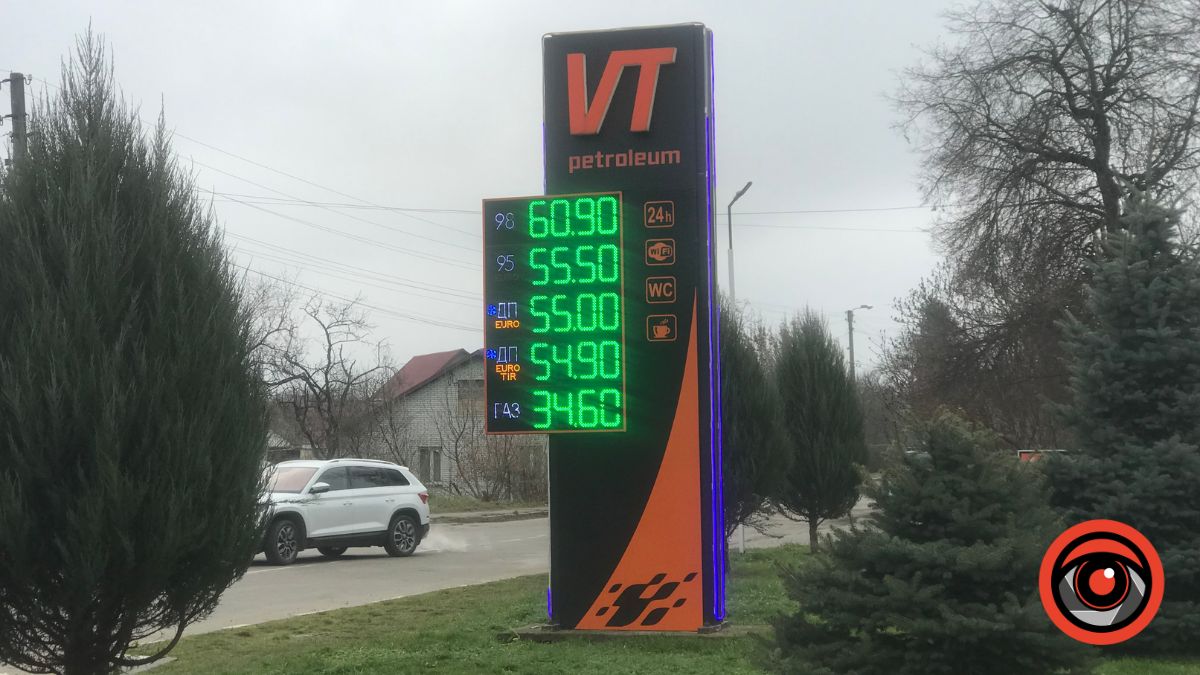 VT
petroleum
98 60.90
95 55.50
ДП EURO 55.00
ДП EURO TIR 54.90
ГАЗ 34.60
24h
WiFi
WC